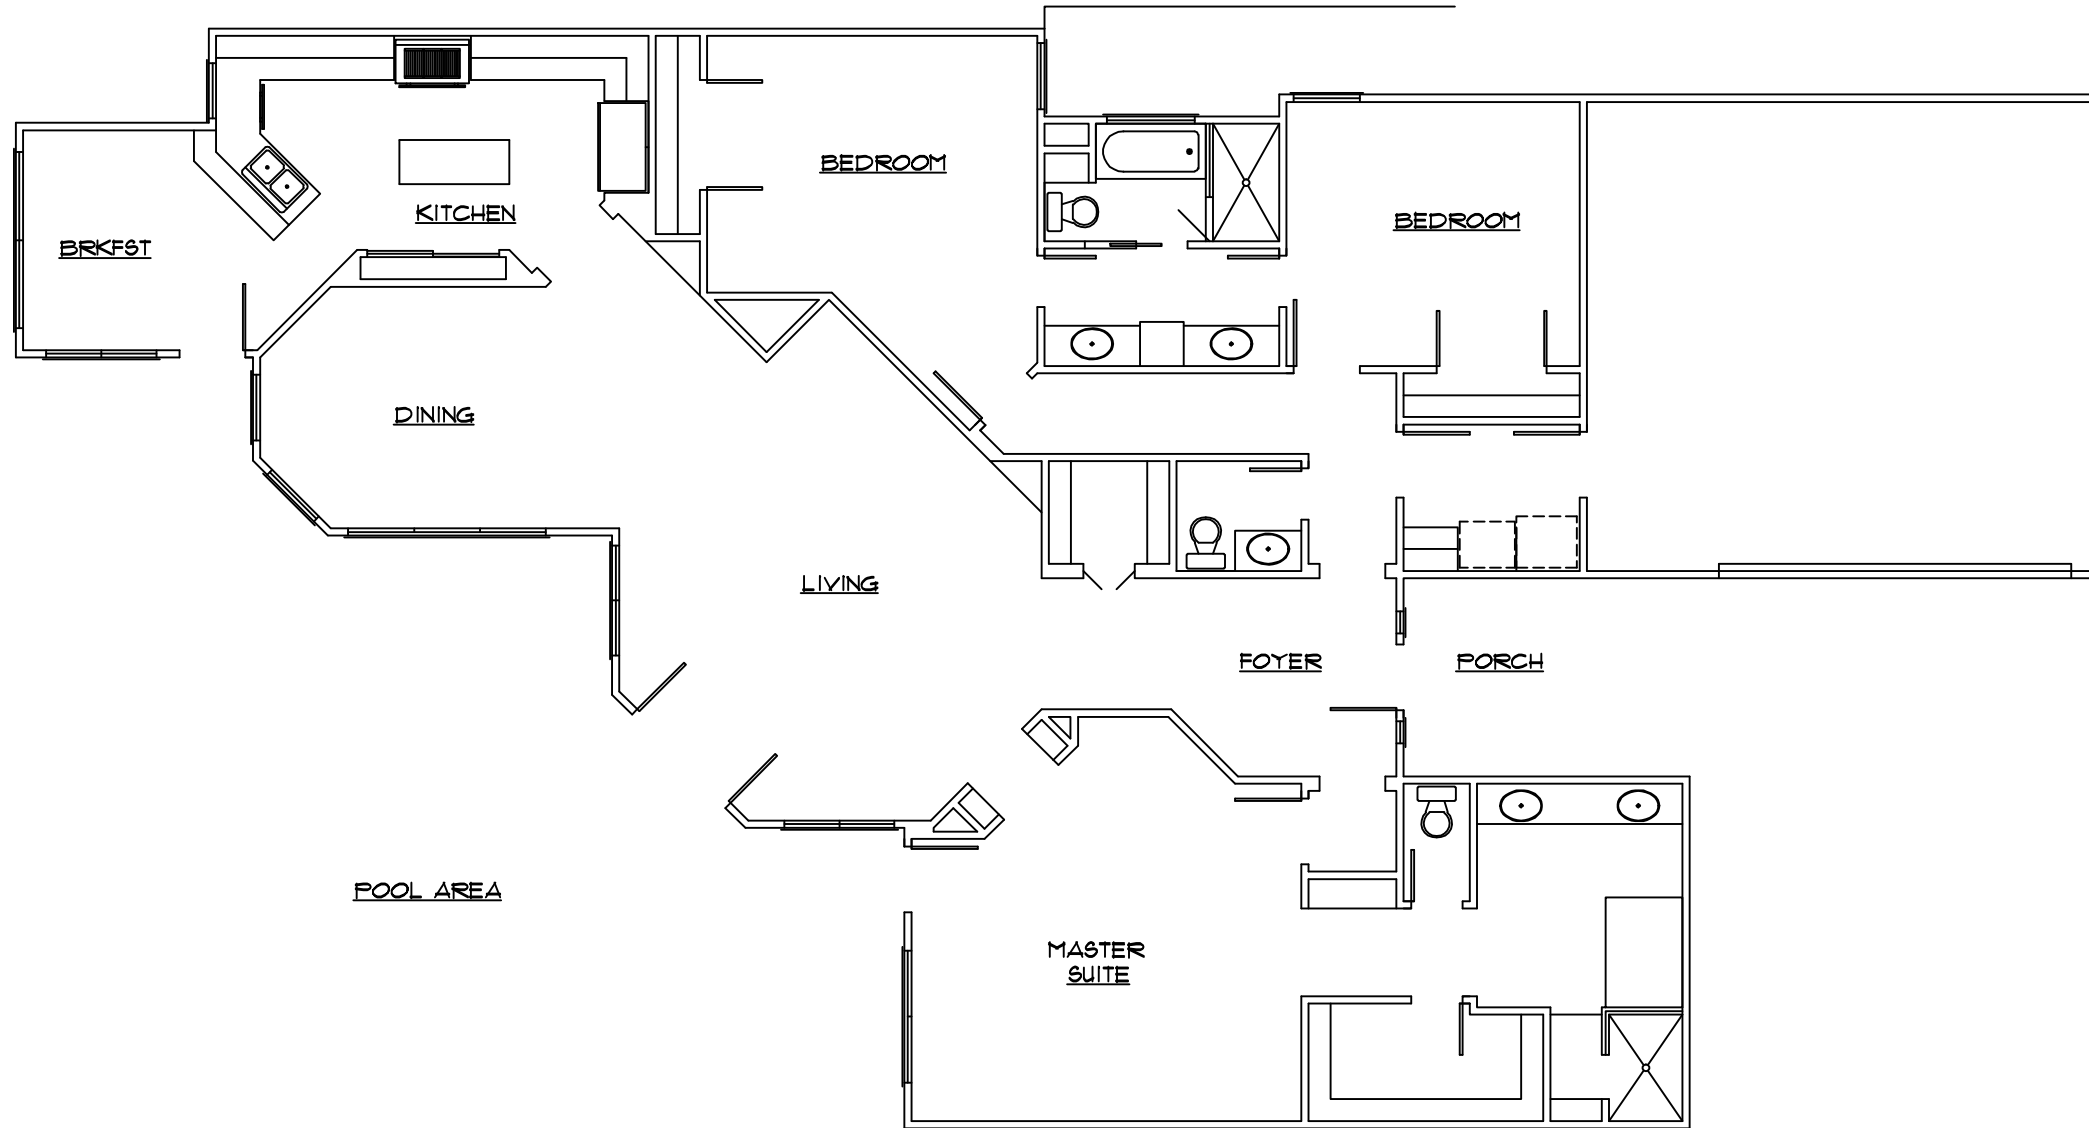 BEDROOM
KITCHEN
BEDROOM
BRKFST
DINING
LIVING
FOYER
PORCH
POOL AREA
MASTER
SUITE